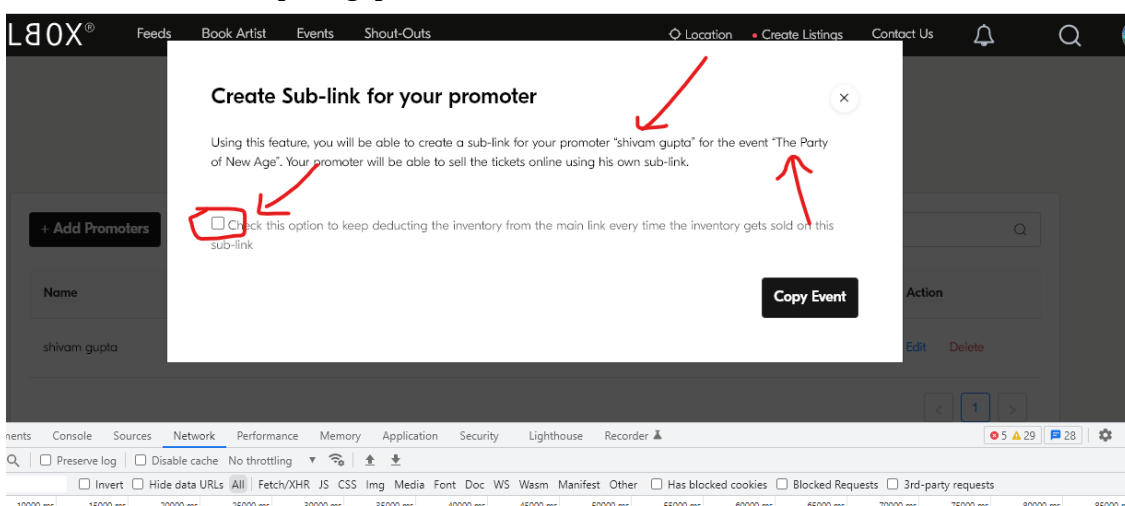 LBOX® Feeds Book Artist Events Shout-Outs Location Create Listings Contact Us
Create Sub-link for your promoter
Using this feature, you will be able to create a sub-link for your promoter “shivam gupta” for the event “The Party
of New Age”. Your promoter will be able to sell the tickets online using his own sub-link.
+ Add Promoters
Check this option to keep deducting the inventory from the main link every time the inventory gets sold on this
sub-link
Copy Event
Name Action
shivam gupta Edit Delete
< 1 >
Console Sources Network Performance Memory Application Security Lighthouse Recorder 5 29 28
Preserve log Disable cache No throttling
Invert Hide data URLs All Fetch/XHR JS CSS Img Media Font Doc WS Wasm Manifest Other Has blocked cookies Blocked Requests 3rd-party requests